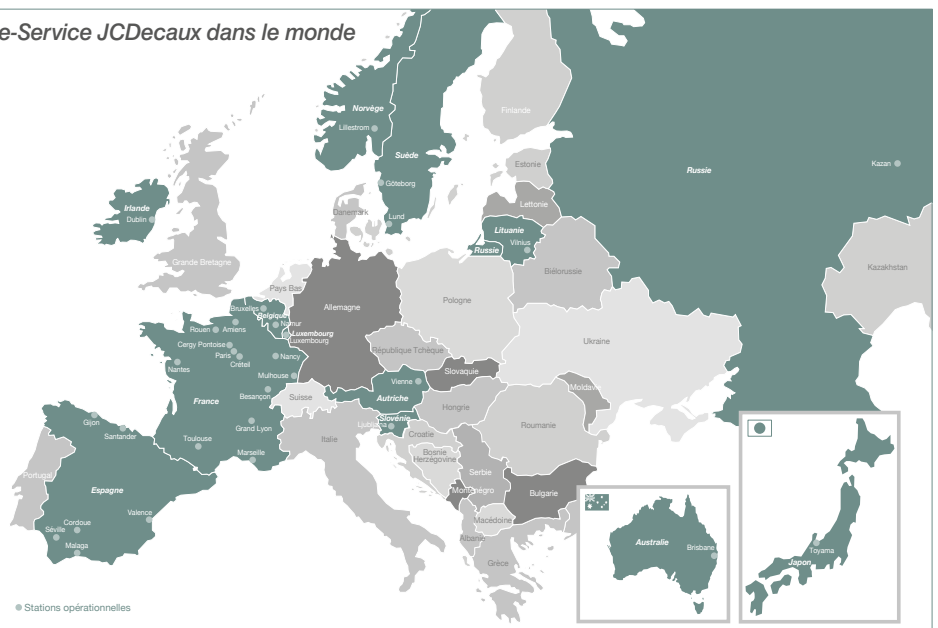 e-Service JCDecaux dans le monde
Finlande
Norvège
Lillestrom
Suède
Göteborg
Lund
Estonie
Lettonie
Lituanie
Vilnius
Russie
Russie
Kazan
Kazakhstan
Irlande
Dublin
Grande Bretagne
Danemark
Pays Bas
Allemagne
Pologne
Biélorussie
Ukraine
Bruxelles
Belgique
Namur
Luxembourg
Luxembourg
Rouen
Amiens
Cergy Pontoise
Paris
Créteil
Nancy
Nantes
Mulhouse
Besançon
France
Grand Lyon
Toulouse
Marseille
République Tchèque
Slovaquie
Vienne
Autriche
Suisse
Slovénie
Ljubljana
Hongrie
Moldavie
Roumanie
Italie
Croatie
Bosnie
Herzégovine
Serbie
Monténégro
Bulgarie
Macédoine
Albanie
Grèce
Gijon
Santander
Portugal
Espagne
Valence
Cordoue
Séville
Malaga
Australie
Brisbane
Toyama
Japon
Stations opérationnelles